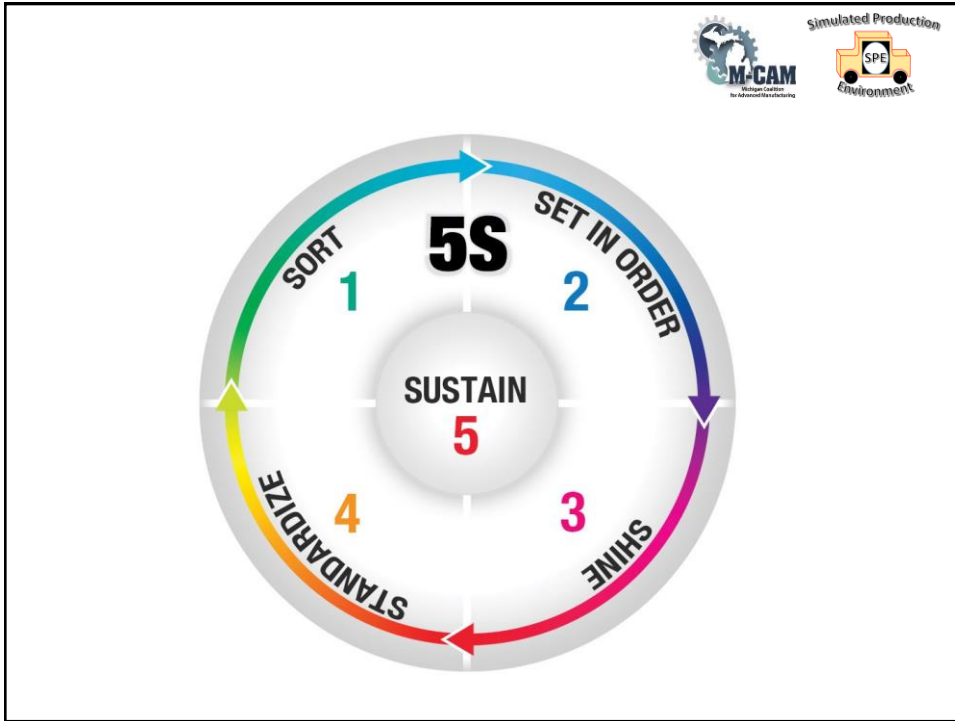 M-CAM
Michigan Coalition
for Advanced Manufacturing
Simulated Production
SPE
Environment
5S
SORT
1
SET IN ORDER
2
SUSTAIN
5
SHINE
3
STANDARDIZE
4